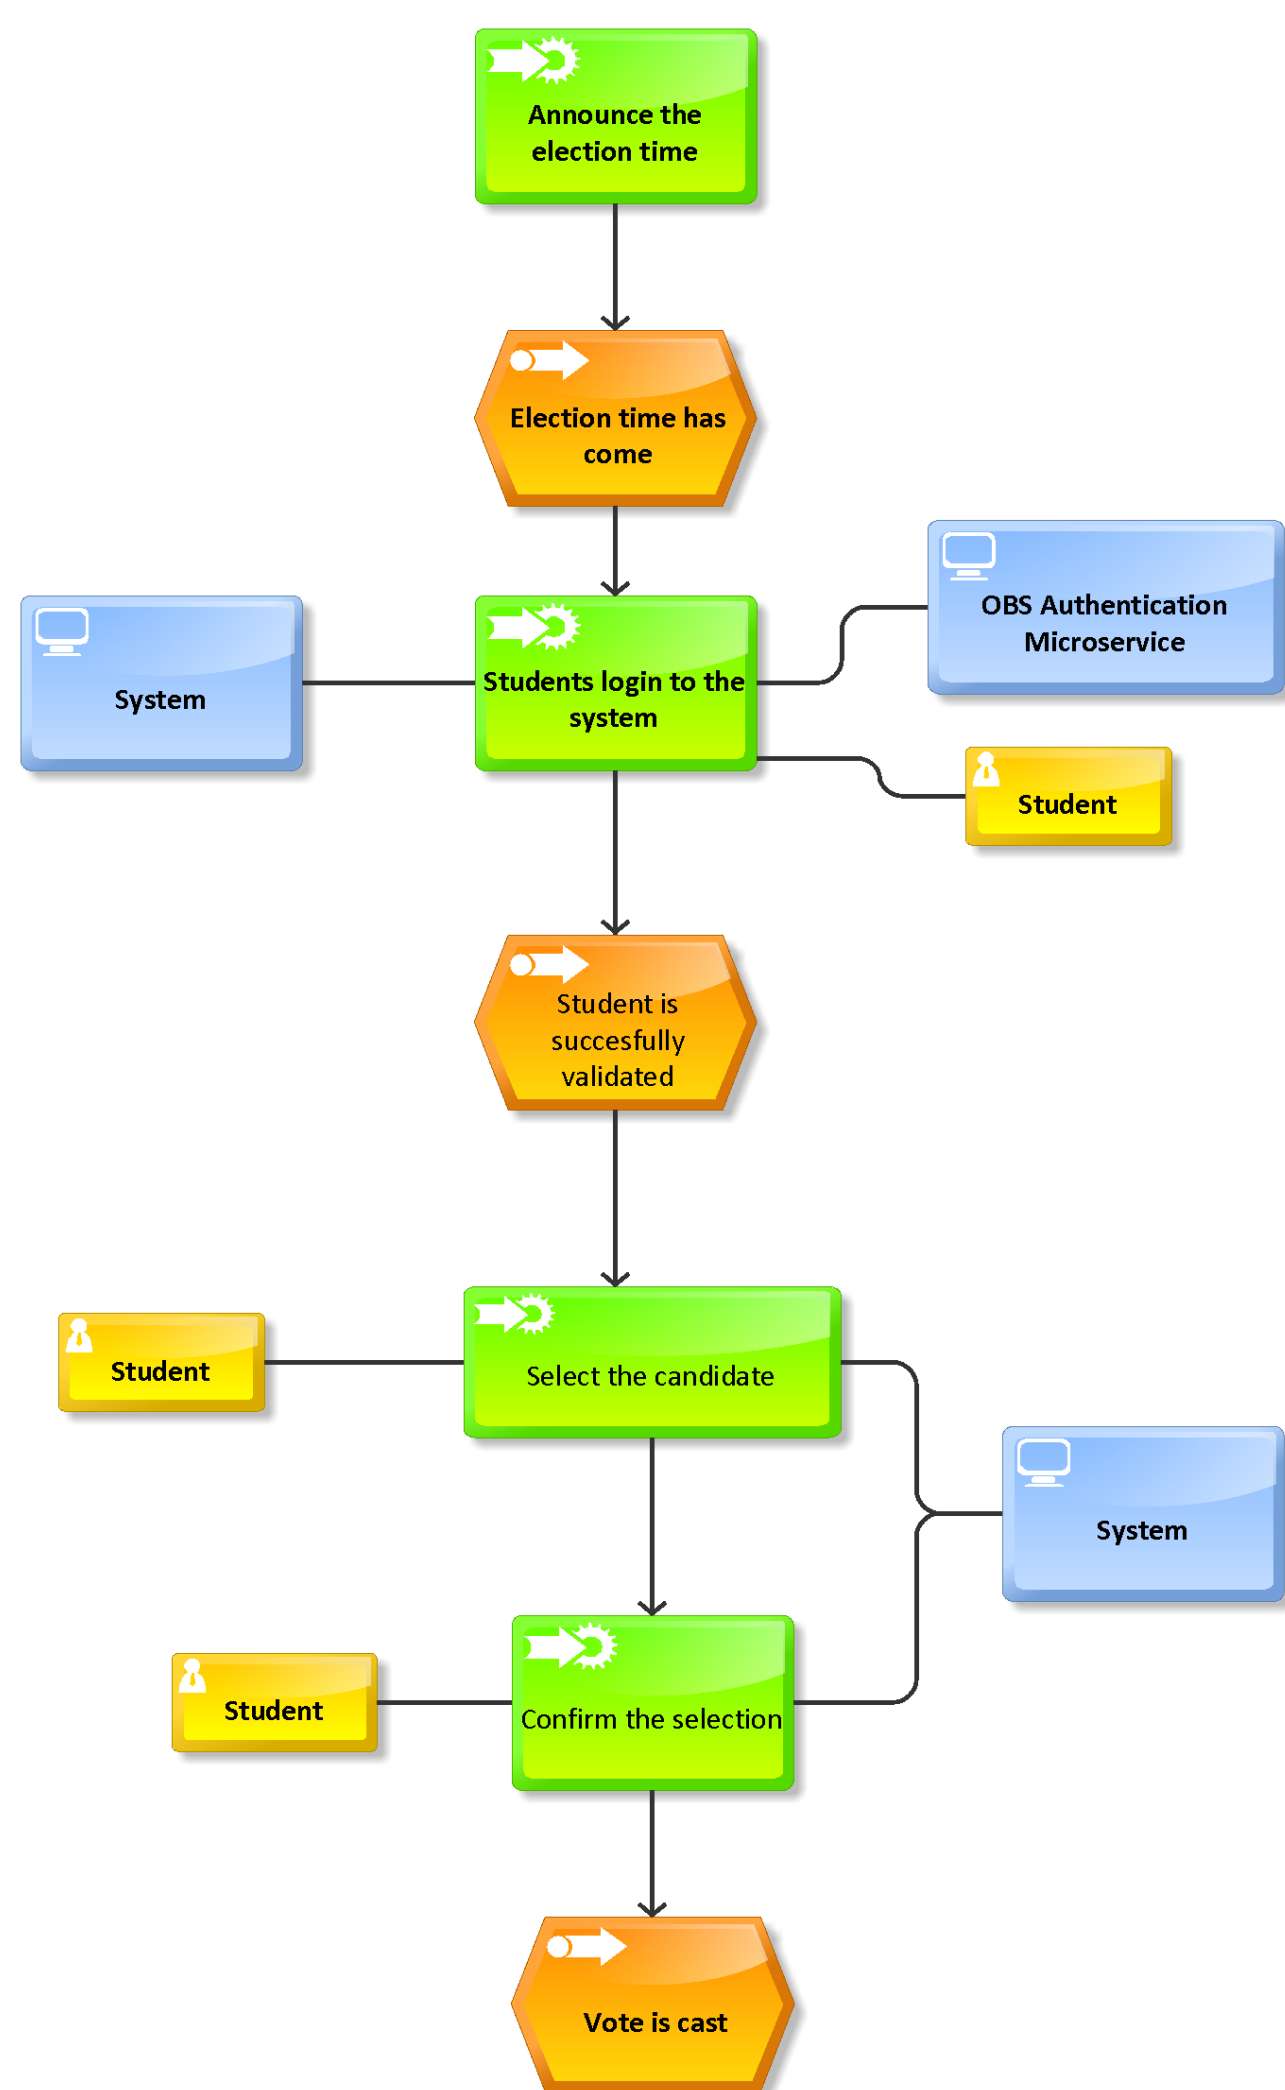 Announce the
election time
Election time has
come
OBS Authentication
Microservice
System
Students login to the
system
Student
Student is
succesfully
validated
Student
Select the candidate
System
Student
Confirm the selection
Vote is cast